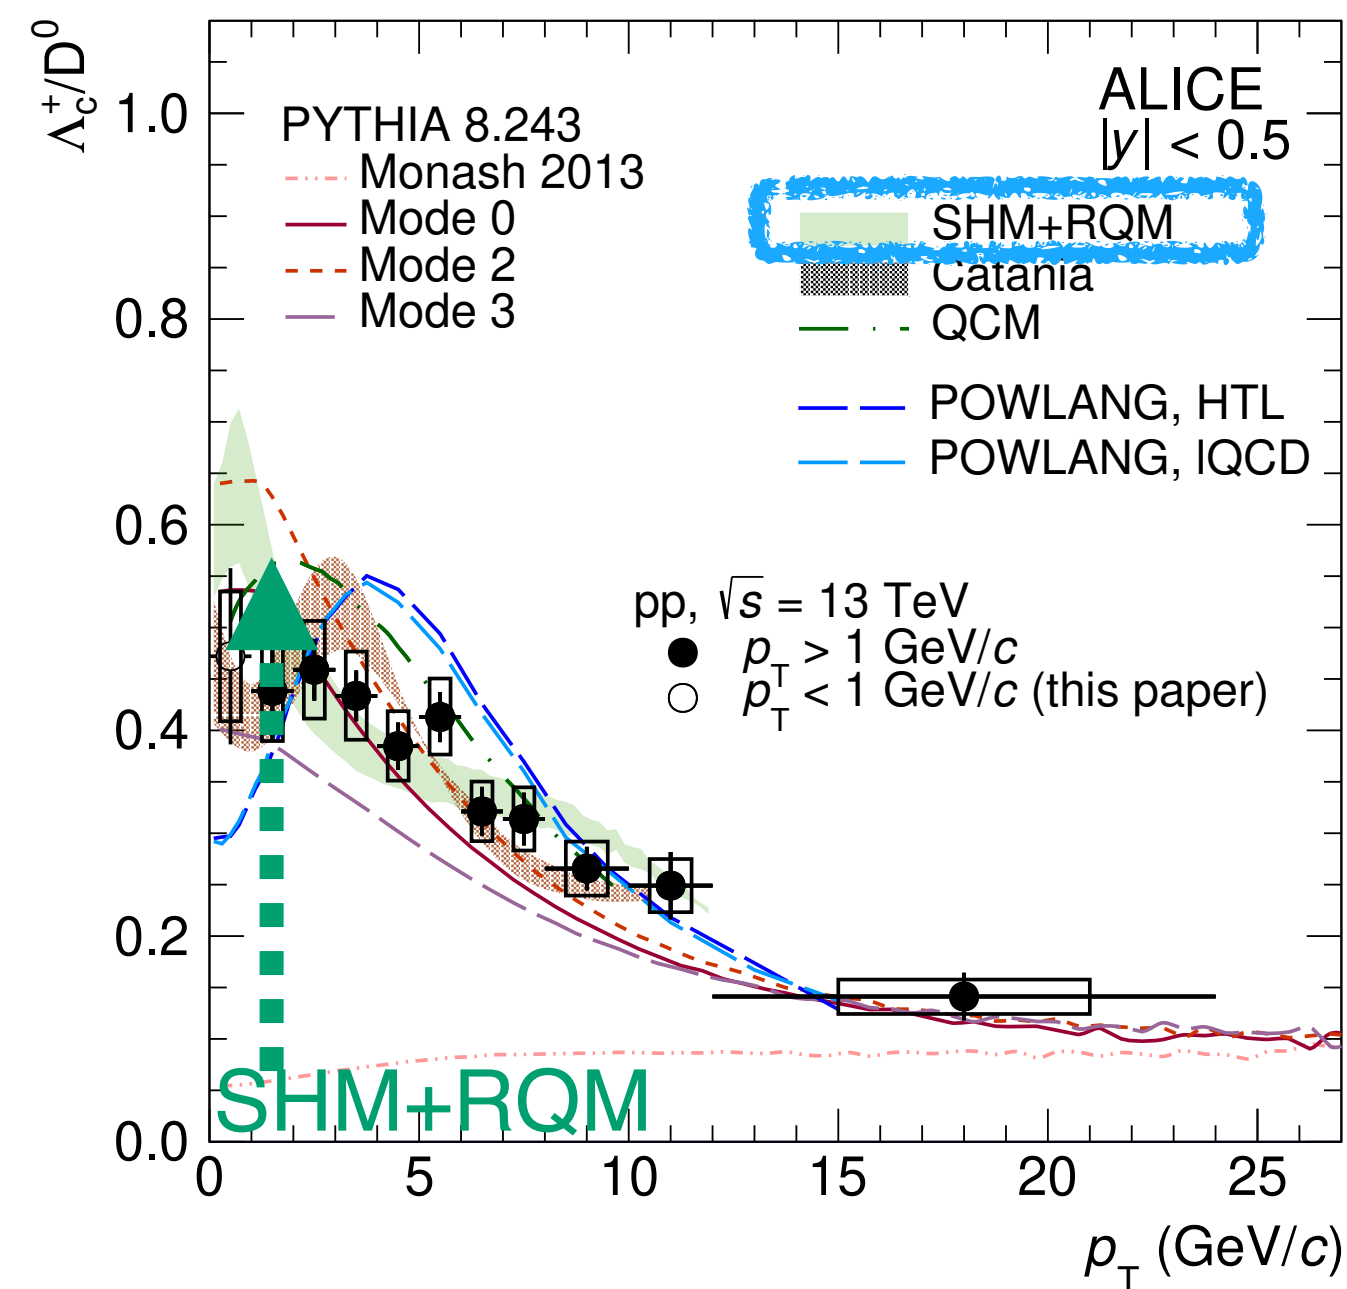 Λc+/D0
1.0
0.8
0.6
0.4
0.2
0.0
PYTHIA 8.243
Monash 2013
Mode 0
Mode 2
Mode 3
ALICE
|y| < 0.5
SHM+RQM
Catania
QCM
POWLANG, HTL
POWLANG, lQCD
pp, √s = 13 TeV
pT > 1 GeV/c
pT < 1 GeV/c (this paper)
SHM+RQM
0 5 10 15 20 25
pT (GeV/c)